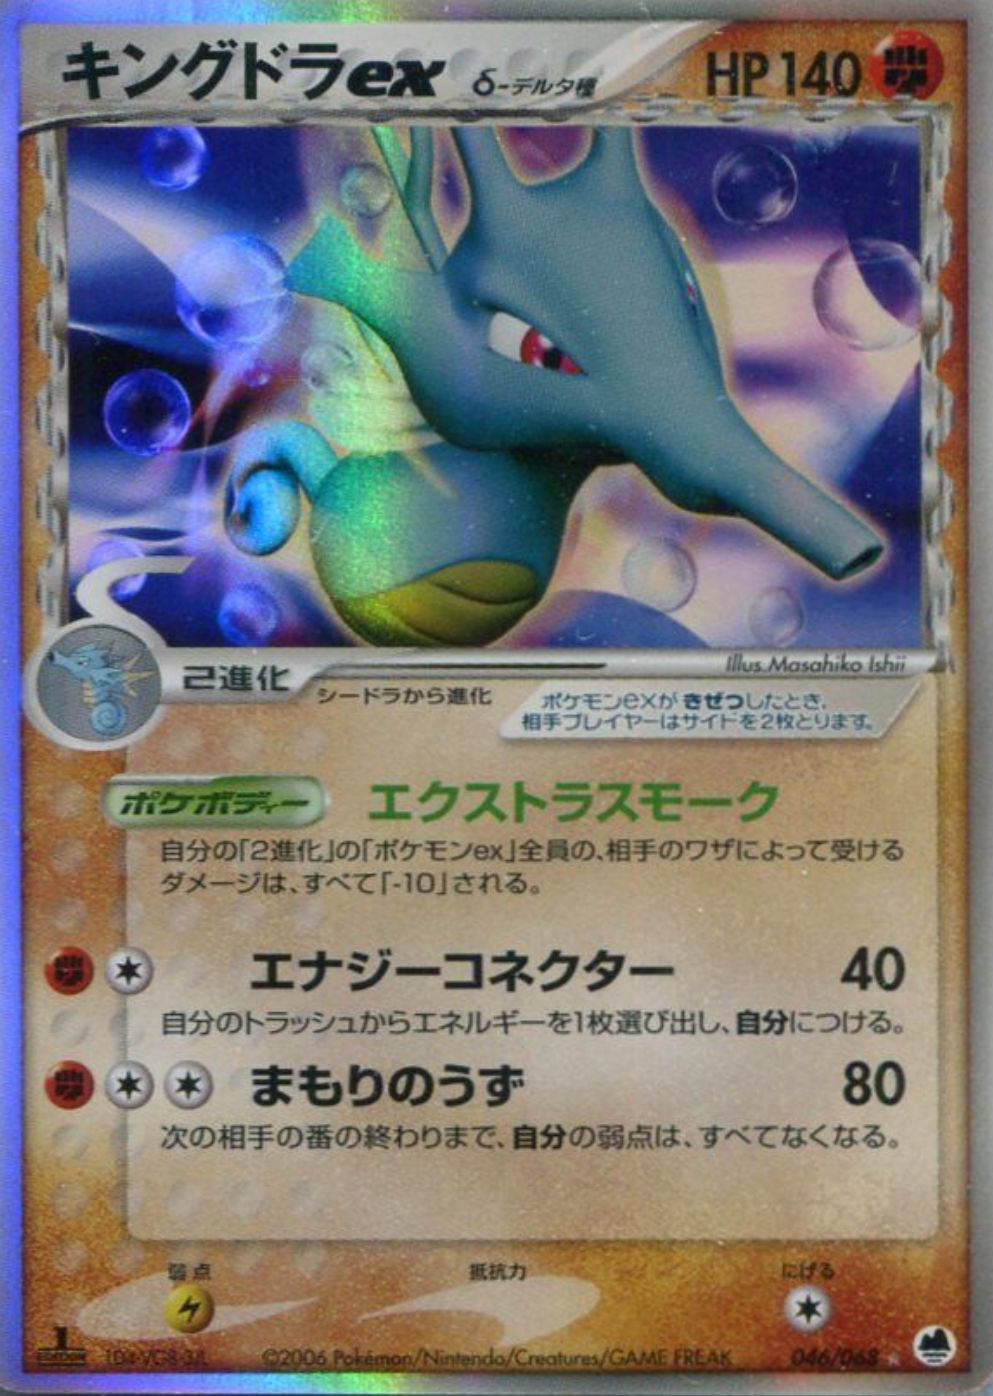 キングドラex δ-デルタ種 HP 140
Illus.Masahiko Ishii
2進化 シードラから進化
ポケモンexが きぜつしたとき、
相手プレイヤーはサイドを2枚とります。
ポケボディー エクストラスモーク
自分の「2進化」の「ポケモンex」全員の、相手のワザによって受ける
ダメージは、すべて「-10」される。
エナジーコネクター 40
自分のトラッシュからエネルギーを1枚選び出し、自分につける。
まもりのうず 80
次の相手の番の終わりまで、自分の弱点は、すべてなくなる。
弱点 抵抗力 にげる
1 EDITION ©2006 Pokémon/Nintendo/Creatures/GAME FREAK 046/068 ★